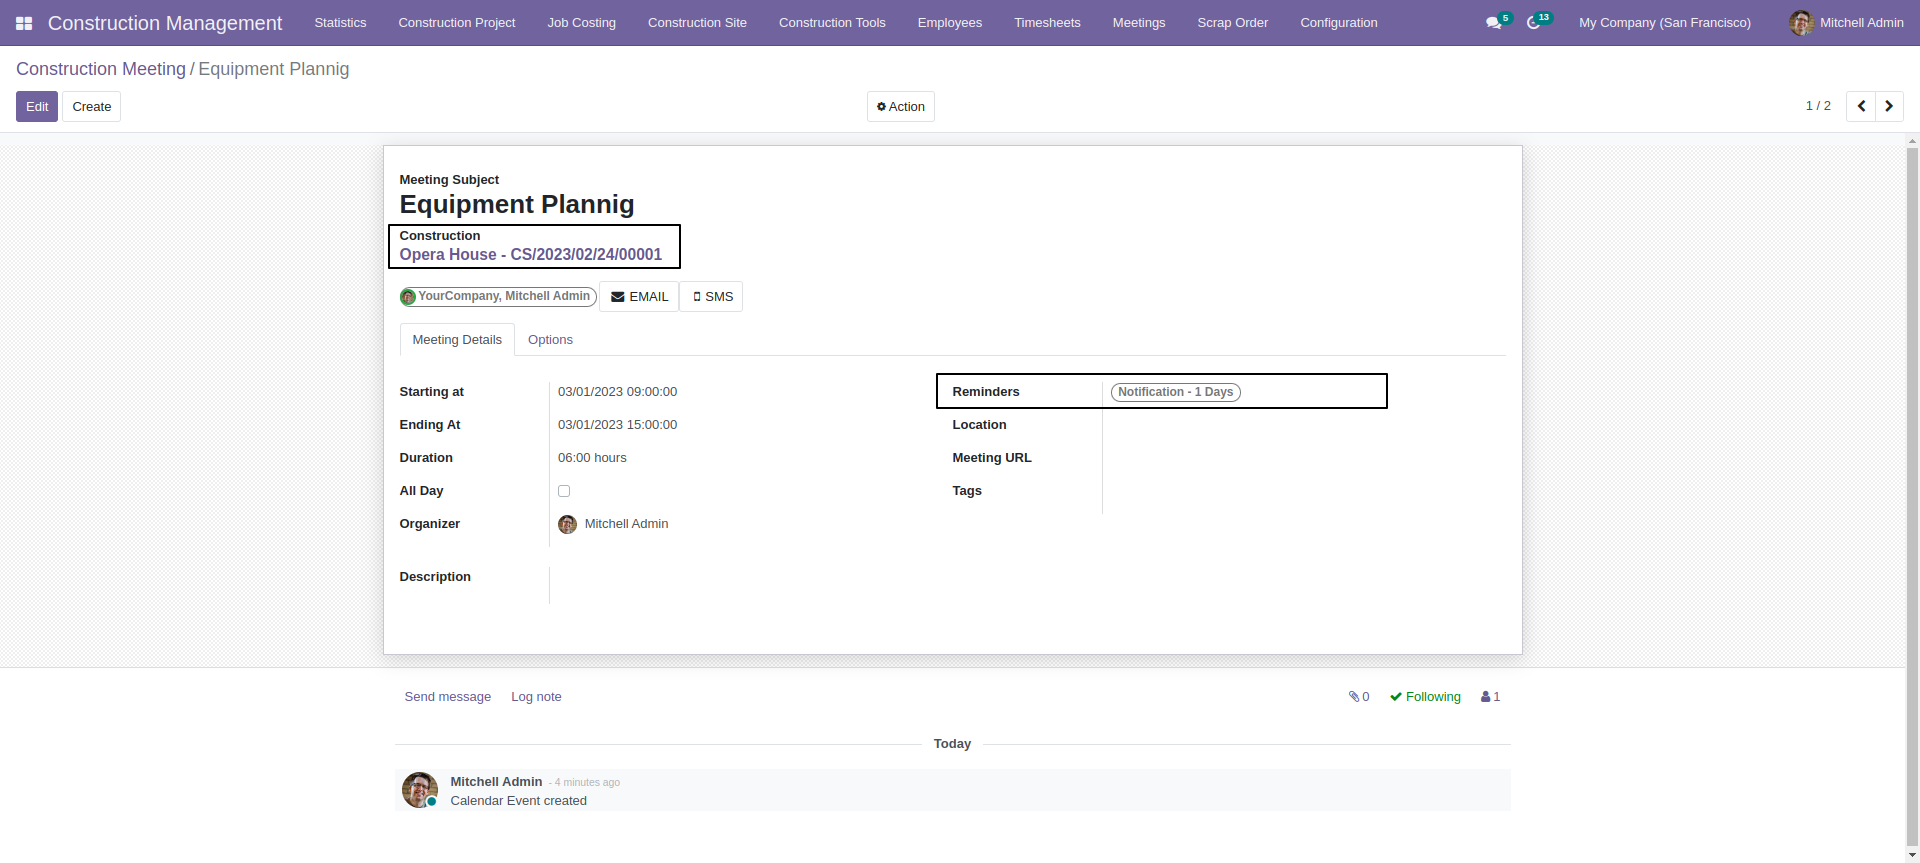 Construction Management Statistics Construction Project Job Costing Construction Site Construction Tools Employees Timesheets Meetings Scrap Order Configuration 5 13 My Company (San Francisco) Mitchell Admin
Construction Meeting / Equipment Plannig
Edit Create Action 1 / 2
Meeting Subject
Equipment Plannig
Construction
Opera House - CS/2023/02/24/00001
YourCompany, Mitchell Admin EMAIL SMS
Meeting Details Options
Starting at 03/01/2023 09:00:00 Reminders Notification - 1 Days
Ending At 03/01/2023 15:00:00 Location
Duration 06:00 hours Meeting URL
All Day Tags
Organizer Mitchell Admin
Description
Send message Log note 0 Following 1
Today
Mitchell Admin - 4 minutes ago
Calendar Event created